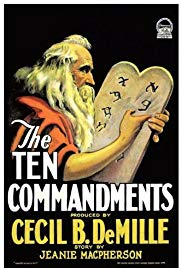 The
TEN
COMMANDMENTS
PRODUCED BY
CECIL B. DeMILLE
STORY BY
JEANIE MACPHERSON